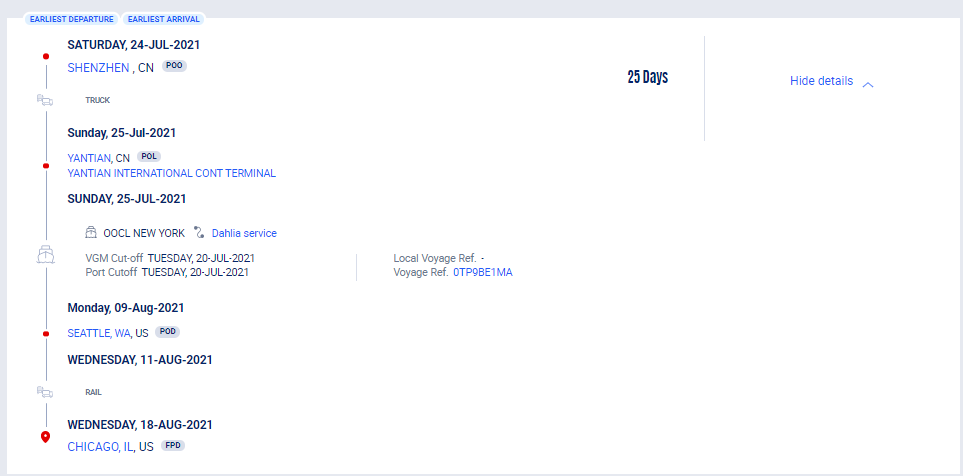 EARLIEST DEPARTURE EARLIEST ARRIVAL
SATURDAY, 24-JUL-2021
SHENZHEN , CN POO
25 Days
Hide details
TRUCK
Sunday, 25-Jul-2021
YANTIAN, CN POL
YANTIAN INTERNATIONAL CONT TERMINAL
SUNDAY, 25-JUL-2021
OOCL NEW YORK Dahlia service
VGM Cut-off TUESDAY, 20-JUL-2021 Local Voyage Ref. -
Port Cutoff TUESDAY, 20-JUL-2021 Voyage Ref. 0TP9BE1MA
Monday, 09-Aug-2021
SEATTLE, WA, US POD
WEDNESDAY, 11-AUG-2021
RAIL
WEDNESDAY, 18-AUG-2021
CHICAGO, IL, US FPD